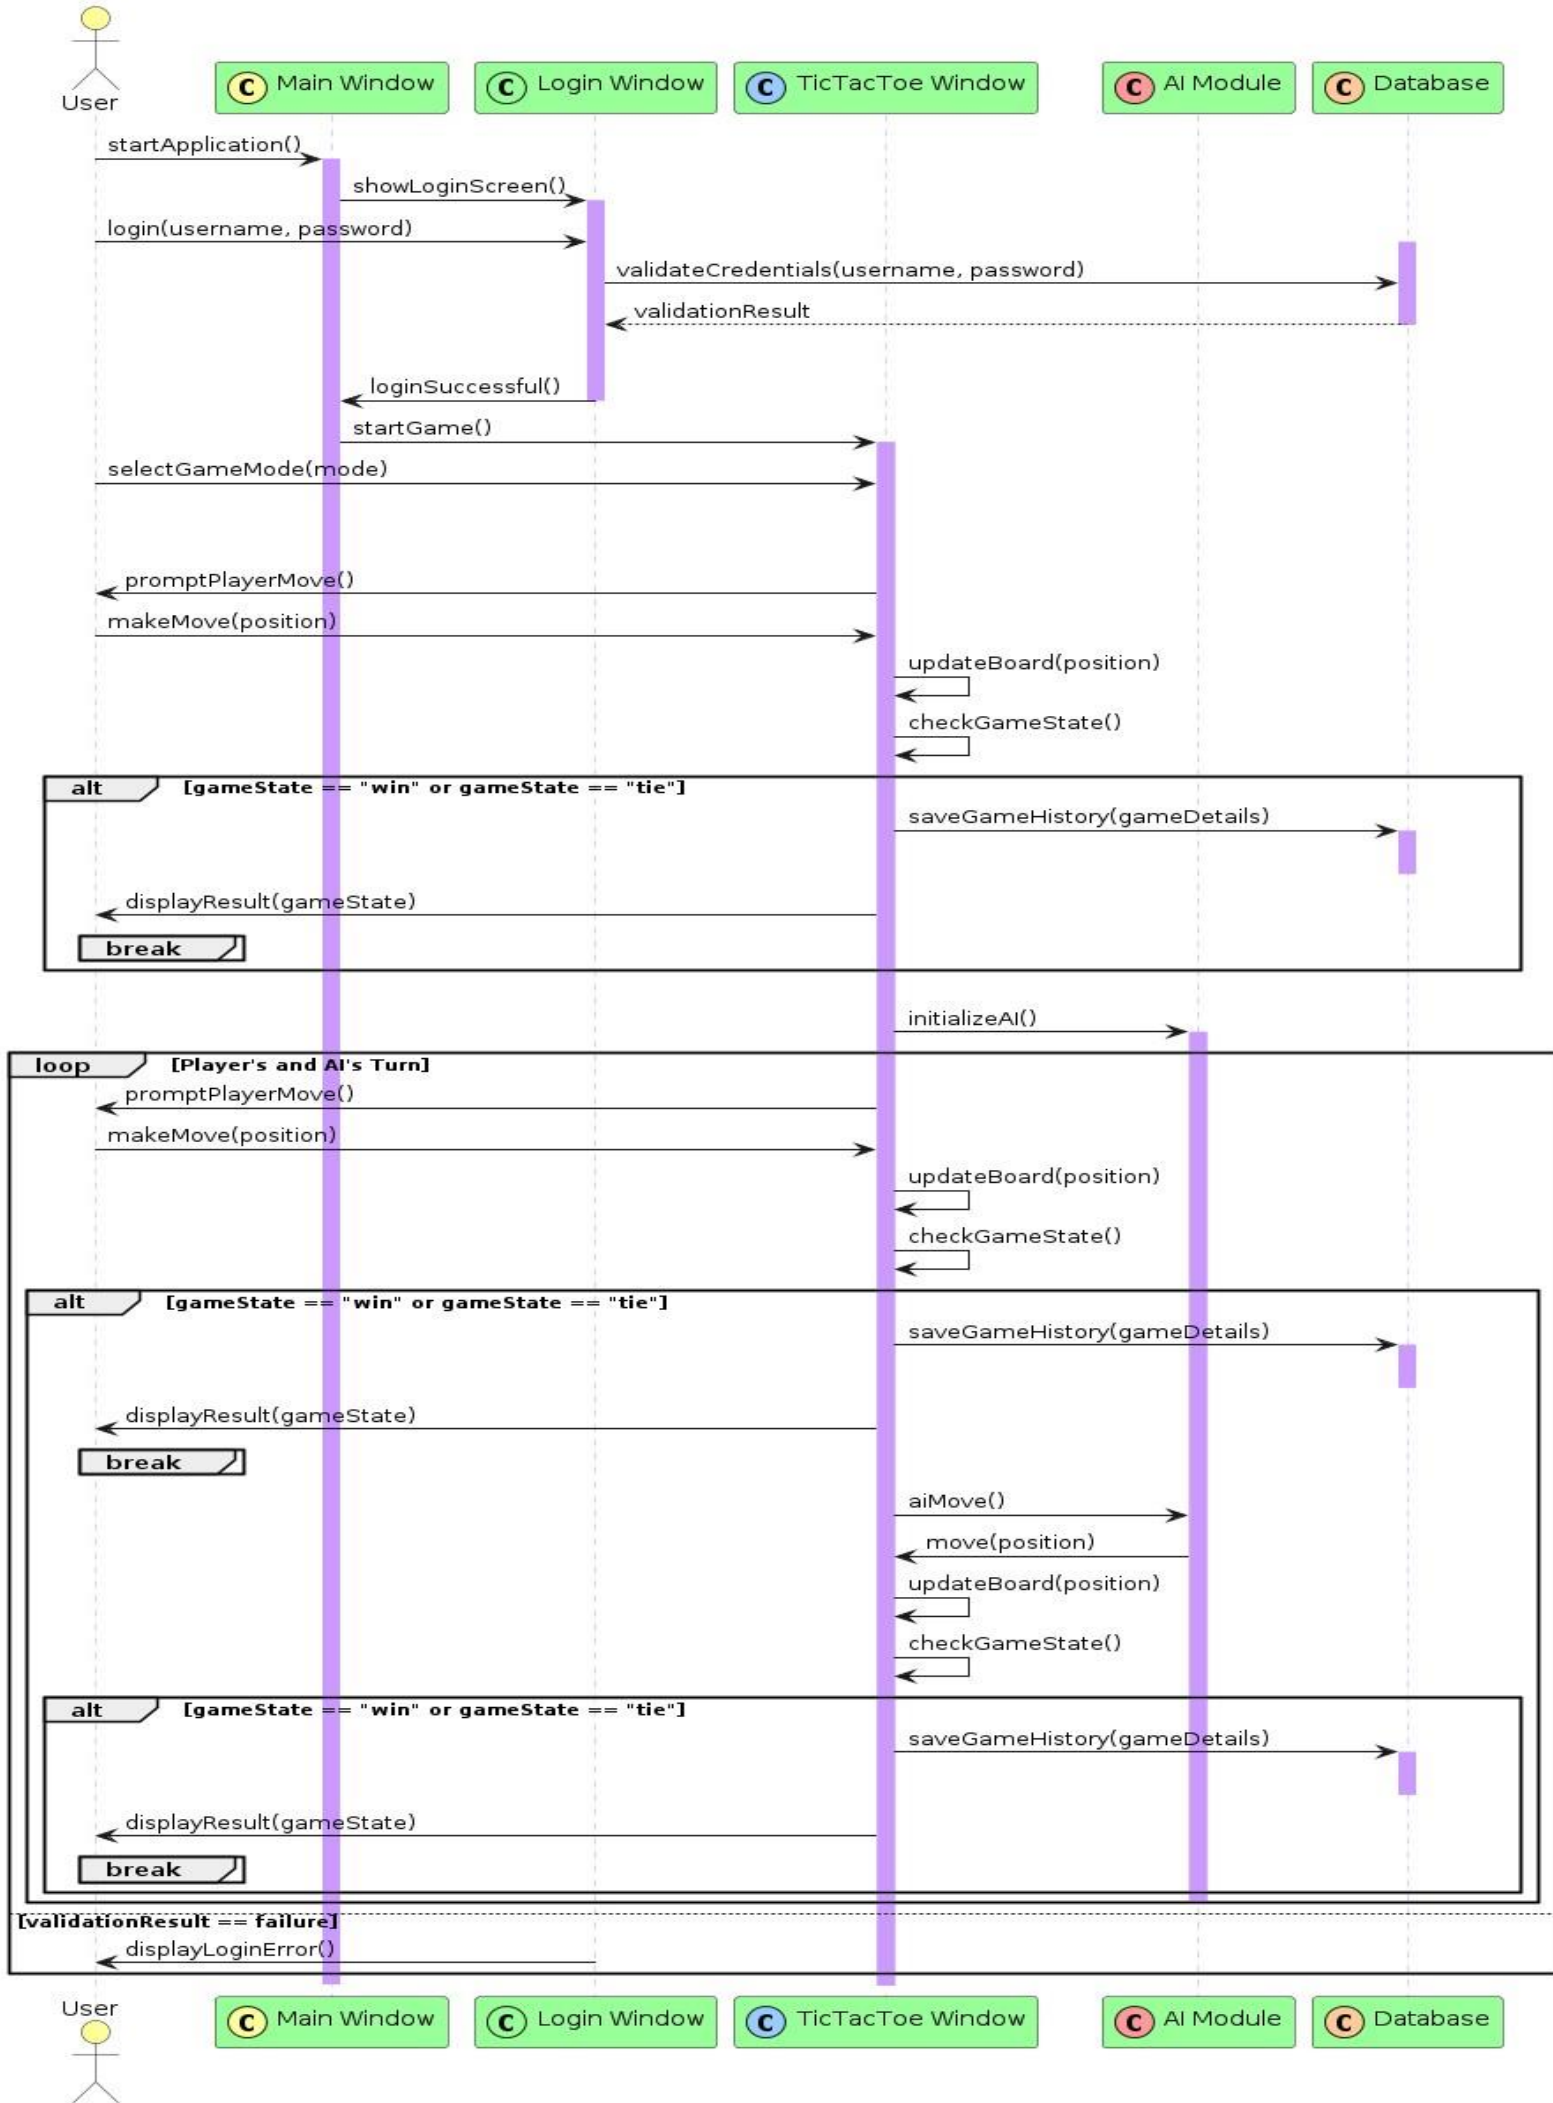 User
C Main Window
C Login Window
C TicTacToe Window
C AI Module
C Database
startApplication()
showLoginScreen()
login(username, password)
validateCredentials(username, password)
validationResult
loginSuccessful()
startGame()
selectGameMode(mode)
promptPlayerMove()
makeMove(position)
updateBoard(position)
checkGameState()
alt [gameState == "win" or gameState == "tie"]
saveGameHistory(gameDetails)
displayResult(gameState)
break
initializeAI()
loop [Player's and AI's Turn]
promptPlayerMove()
makeMove(position)
updateBoard(position)
checkGameState()
alt [gameState == "win" or gameState == "tie"]
saveGameHistory(gameDetails)
displayResult(gameState)
break
aiMove()
move(position)
updateBoard(position)
checkGameState()
alt [gameState == "win" or gameState == "tie"]
saveGameHistory(gameDetails)
displayResult(gameState)
break
[validationResult == failure]
displayLoginError()
User
C Main Window
C Login Window
C TicTacToe Window
C AI Module
C Database